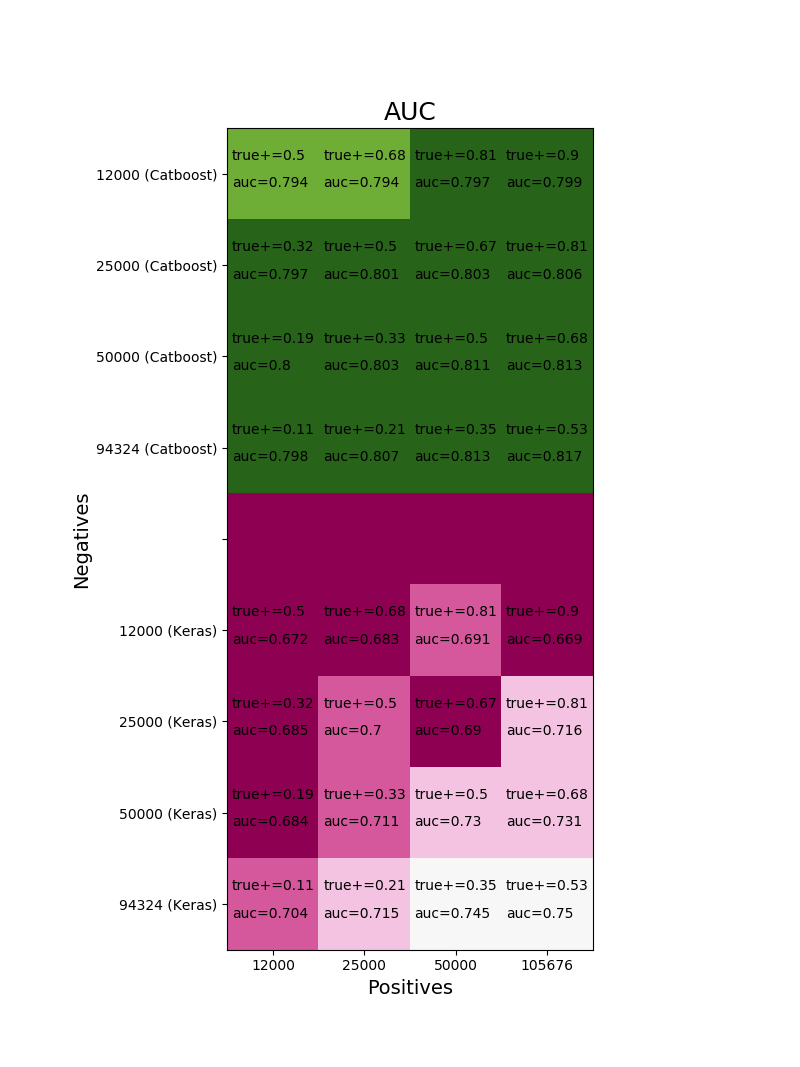 AUC
12000 (Catboost)
true+=0.5 true+=0.68 true+=0.81 true+=0.9
auc=0.794 auc=0.794 auc=0.797 auc=0.799
25000 (Catboost)
true+=0.32 true+=0.5 true+=0.67 true+=0.81
auc=0.797 auc=0.801 auc=0.803 auc=0.806
50000 (Catboost)
true+=0.19 true+=0.33 true+=0.5 true+=0.68
auc=0.8 auc=0.803 auc=0.811 auc=0.813
94324 (Catboost)
true+=0.11 true+=0.21 true+=0.35 true+=0.53
auc=0.798 auc=0.807 auc=0.813 auc=0.817
Negatives
12000 (Keras)
true+=0.5 true+=0.68 true+=0.81 true+=0.9
auc=0.672 auc=0.683 auc=0.691 auc=0.669
25000 (Keras)
true+=0.32 true+=0.5 true+=0.67 true+=0.81
auc=0.685 auc=0.7 auc=0.69 auc=0.716
50000 (Keras)
true+=0.19 true+=0.33 true+=0.5 true+=0.68
auc=0.684 auc=0.711 auc=0.73 auc=0.731
94324 (Keras)
true+=0.11 true+=0.21 true+=0.35 true+=0.53
auc=0.704 auc=0.715 auc=0.745 auc=0.75
12000 25000 50000 105676
Positives